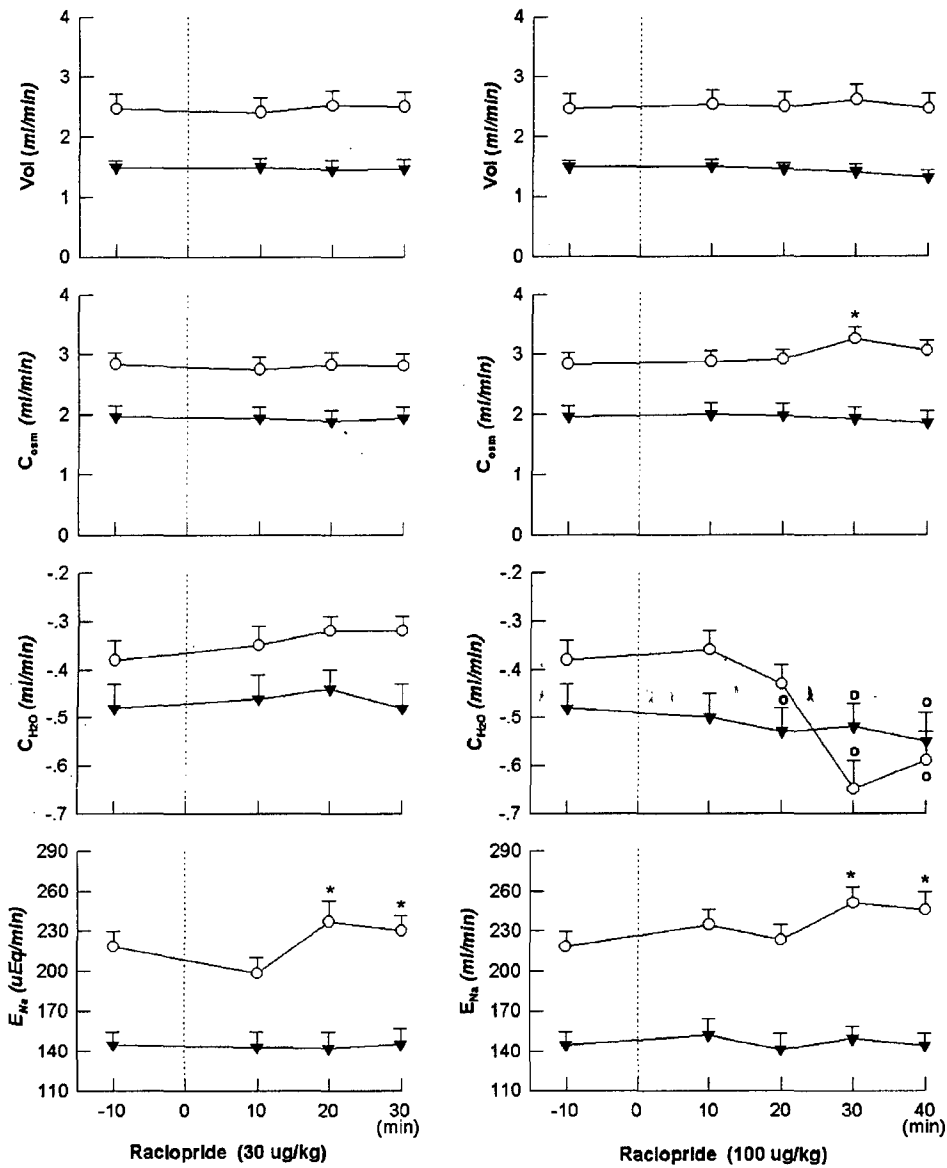 4
3
2
1
0
Vol (ml/min)
4
3
2
1
0
Vol (ml/min)
4
3
2
1
0
Cosm (ml/min)
*
4
3
2
1
0
Cosm (ml/min)
-.2
-.3
-.4
-.5
-.6
-.7
CH2O (ml/min)
-.2
-.3
-.4
-.5
-.6
-.7
CH2O (ml/min)
o
o
o
o
o
290
260
230
200
170
140
110
ENa (uEq/min)
* *
-10 0 10 20 30
(min)
Raclopride (30 ug/kg)
290
260
230
200
170
140
110
ENa (ml/min)
* *
-10 0 10 20 30 40
(min)
Raclopride (100 ug/kg)